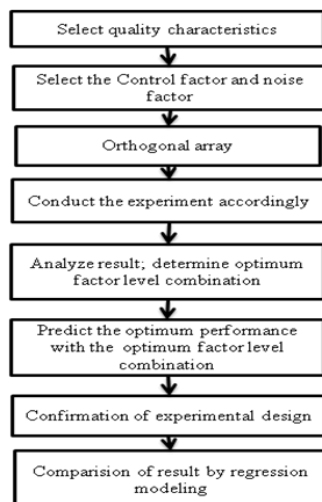 Select quality characteristics
Select the Control factor and noise
factor
Orthogonal array
Conduct the experiment accordingly
Analyze result; determine optimum
factor level combination
Predict the optimum performance
with the optimum factor level
combination
Confirmation of experimental design
Comparision of result by regression
modeling